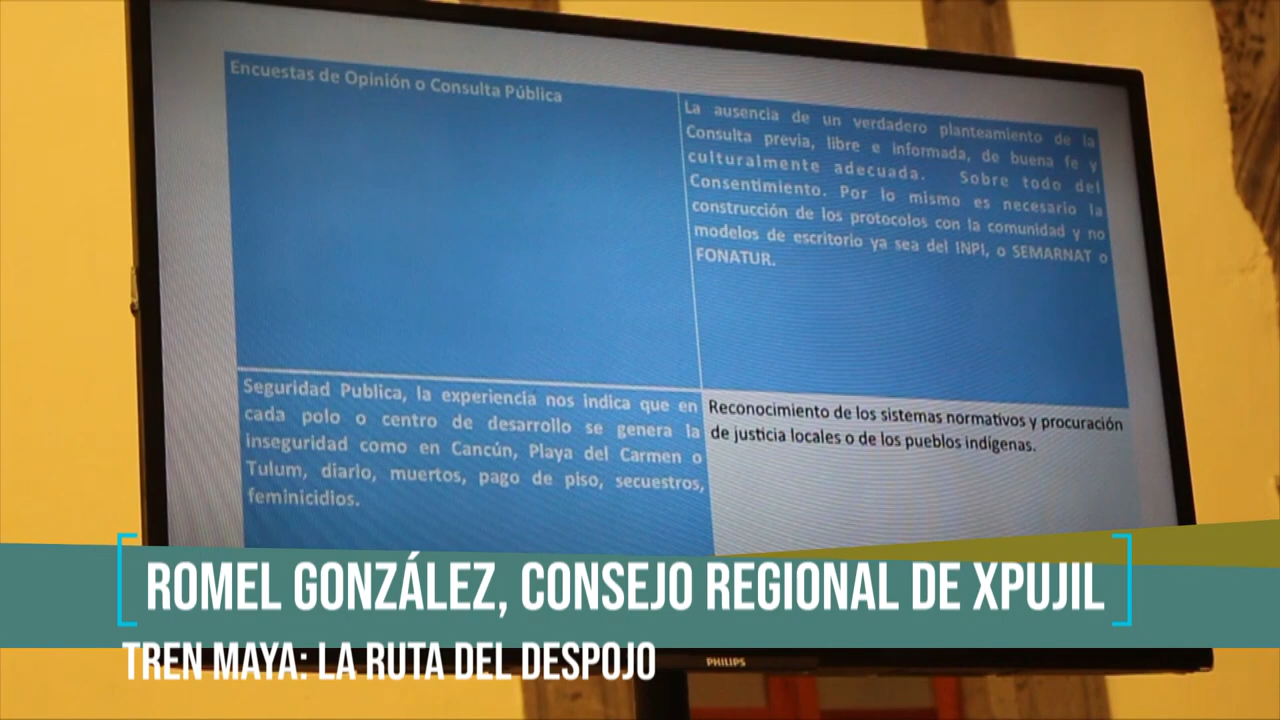 Encuestas de Opinión o Consulta Pública
La ausencia de un verdadero planteamiento de la
Consulta previa, libre e informada, de buena fe y
culturalmente adecuada. Sobre todo del
Consentimiento. Por lo mismo es necesario la
construcción de los protocolos con la comunidad y no
modelos de escritorio ya sea del INPI, o SEMARNAT o
FONATUR.
Seguridad Publica, la experiencia nos indica que en
cada polo o centro de desarrollo se genera la
inseguridad como en Cancún, Playa del Carmen o
Tulum, diario, muertos, pago de piso, secuestros,
feminicidios.
Reconocimiento de los sistemas normativos y procuración
de justicia locales o de los pueblos indígenas.
ROMEL GONZÁLEZ, CONSEJO REGIONAL DE XPUJIL
TREN MAYA: LA RUTA DEL DESPOJO
PHILIPS